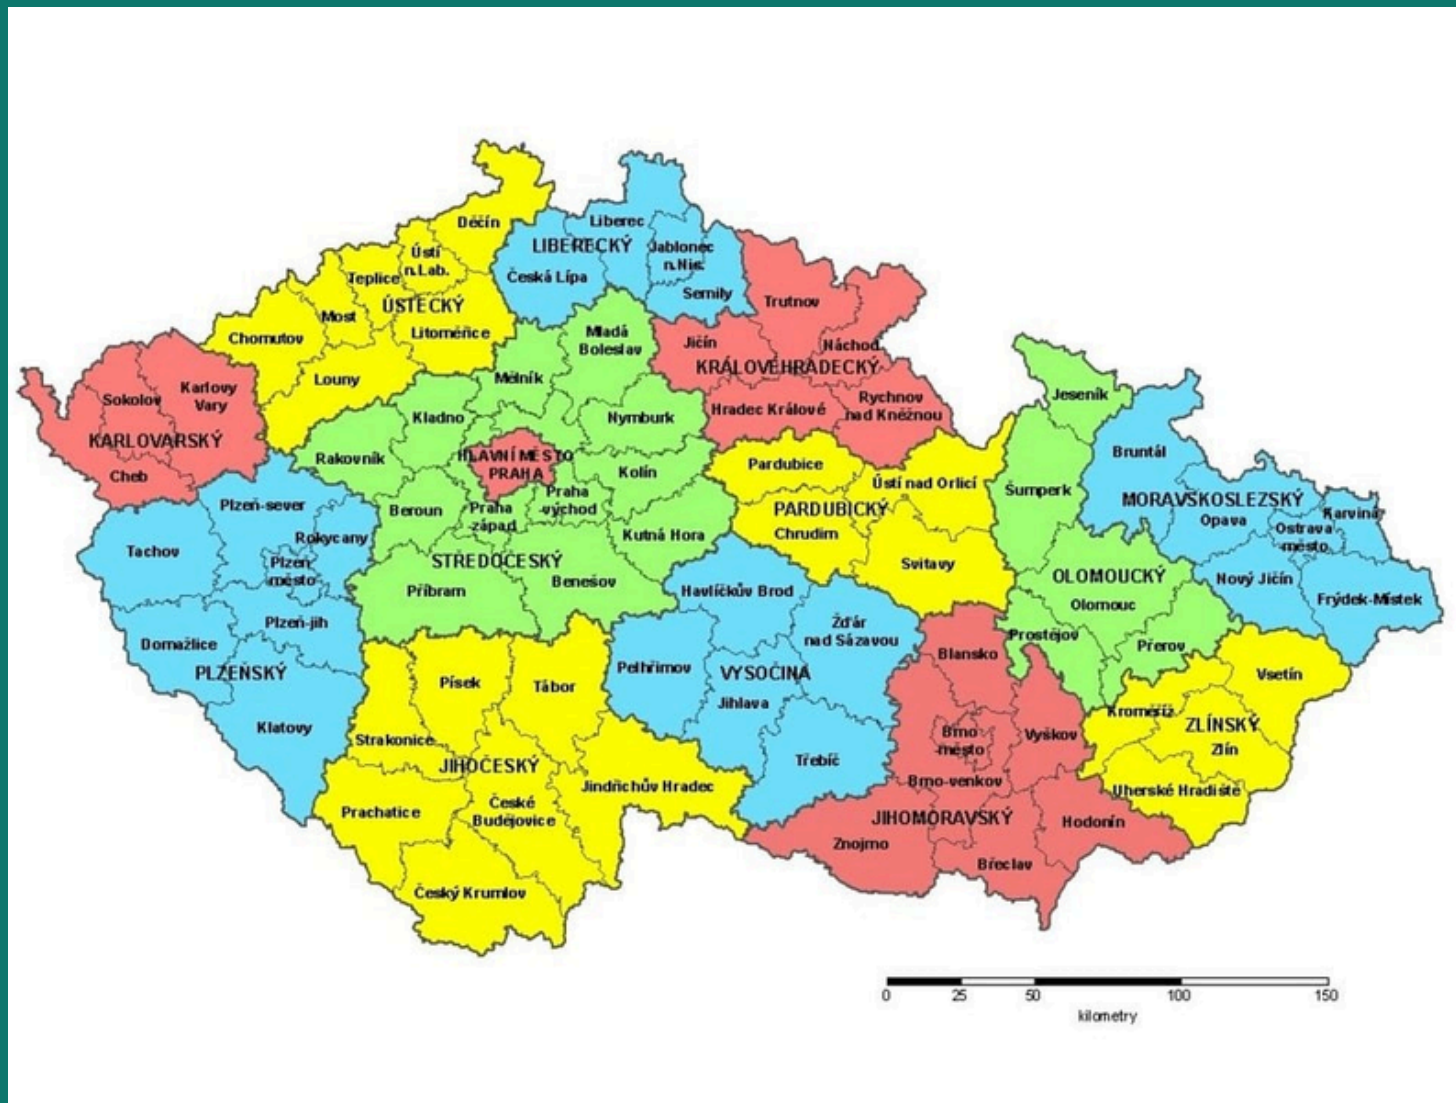 Děčín
Liberec
LIBERECKÝ
Jablonec
n.Nis.
Ústí
n.Lab.
Teplice
Česká Lípa
Semily
ÚSTECKÝ
Most
Litoměřice
Chomutov
Louny
Trutnov
Mladá
Boleslav
Jičín
Náchod
KRÁLOVÉHRADECKÝ
Mělník
Karlovy
Vary
Sokolov
KARLOVARSKÝ
Cheb
Kladno
Nymburk
Hradec Králové
Rychnov
nad Kněžnou
Jeseník
Rakovník
HLAVNÍ MĚSTO
PRAHA
Kolín
Pardubice
Ústí nad Orlicí
Šumperk
Bruntál
MORAVSKOSLEZSKÝ
Plzeň-sever
Beroun
Praha
-západ
Praha
-východ
PARDUBICKÝ
Chrudim
Opava
Karviná
Ostrava
-město
Tachov
Rokycany
Plzeň
-město
Kutná Hora
STŘEDOČESKÝ
Příbram
Benešov
Svitavy
OLOMOUCKÝ
Olomouc
Nový Jičín
Frýdek-Místek
Havlíčkův Brod
Žďár
nad Sázavou
Domažlice
Plzeň-jih
PLZEŇSKÝ
Klatovy
Prostějov
Přerov
Blansko
Pelhřimov
VYSOČINA
Jihlava
Písek
Tábor
Vsetín
Kroměříž
ZLÍNSKÝ
Zlín
Strakonice
JIHOČESKÝ
Jindřichův Hradec
Třebíč
Brno
-město
Vyškov
Brno-venkov
Uherské Hradiště
Prachatice
České
Budějovice
JIHOMORAVSKÝ
Znojmo
Hodonín
Břeclav
Český Krumlov
0 25 50 100 150
kilometry